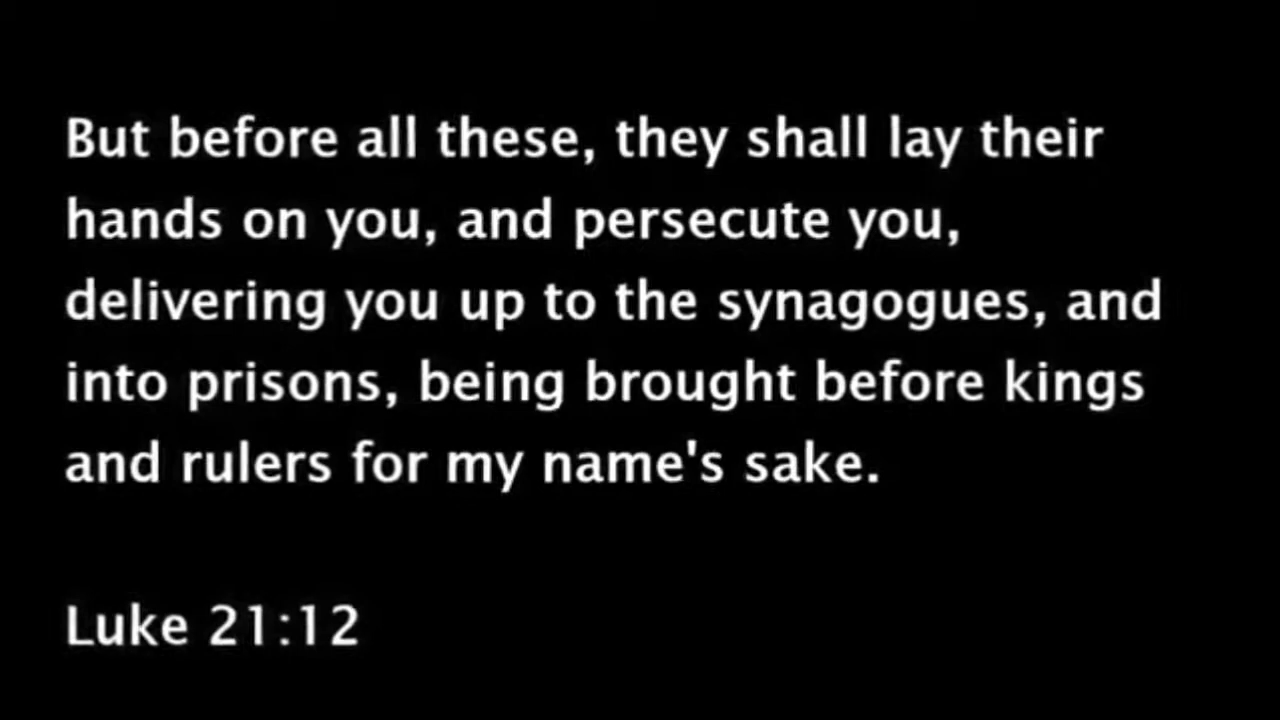 But before all these, they shall lay their
hands on you, and persecute you,
delivering you up to the synagogues, and
into prisons, being brought before kings
and rulers for my name's sake.
Luke 21:12